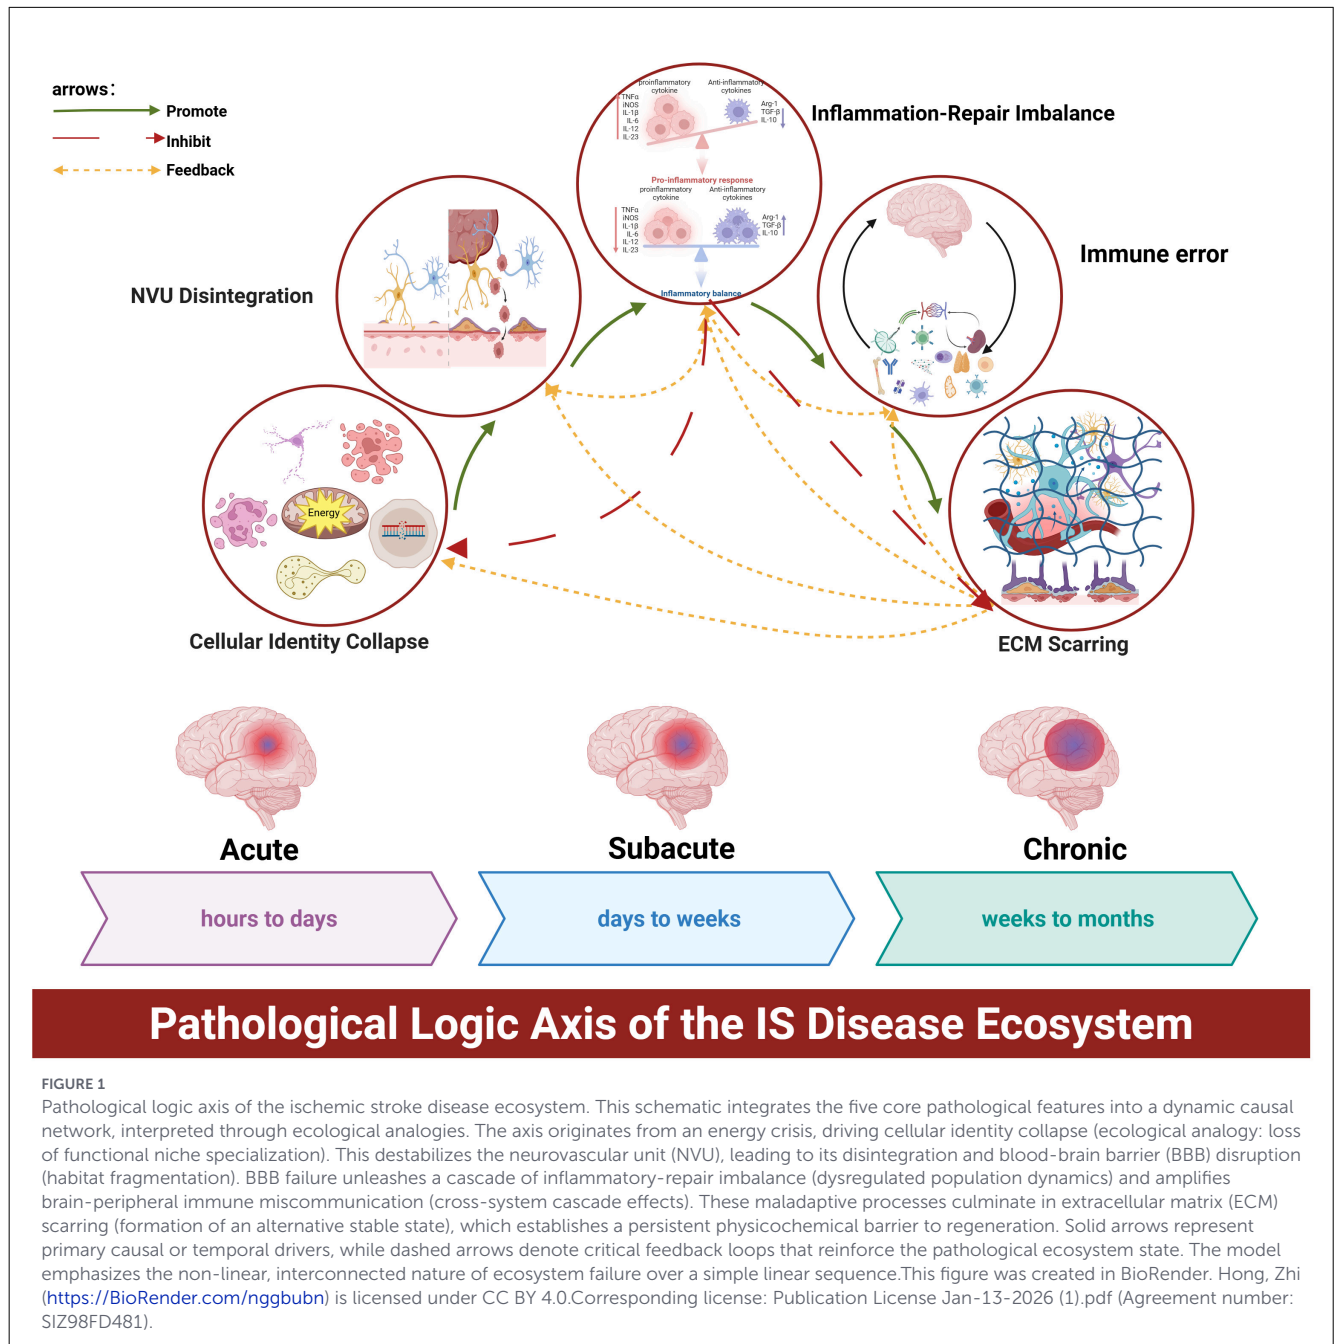 arrows:
Promote
Inhibit
Feedback
proinflammatory
cytokine
Anti-inflammatory
cytokines
TNFα
iNOS
IL-1β
IL-6
IL-12
IL-23
Arg-1
TGF-β
IL-10
Pro-inflammatory response
proinflammatory
cytokine
Anti-inflammatory
cytokines
TNFα
iNOS
IL-1β
IL-6
IL-12
IL-23
Arg-1
TGF-β
IL-10
Inflammatory balance
Inflammation-Repair Imbalance
Immune error
NVU Disintegration
Energy
Cellular Identity Collapse
ECM Scarring
Acute
Subacute
Chronic
hours to days
days to weeks
weeks to months
Pathological Logic Axis of the IS Disease Ecosystem
FIGURE 1
Pathological logic axis of the ischemic stroke disease ecosystem. This schematic integrates the five core pathological features into a dynamic causal
network, interpreted through ecological analogies. The axis originates from an energy crisis, driving cellular identity collapse (ecological analogy: loss
of functional niche specialization). This destabilizes the neurovascular unit (NVU), leading to its disintegration and blood-brain barrier (BBB) disruption
(habitat fragmentation). BBB failure unleashes a cascade of inflammatory-repair imbalance (dysregulated population dynamics) and amplifies
brain-peripheral immune miscommunication (cross-system cascade effects). These maladaptive processes culminate in extracellular matrix (ECM)
scarring (formation of an alternative stable state), which establishes a persistent physicochemical barrier to regeneration. Solid arrows represent
primary causal or temporal drivers, while dashed arrows denote critical feedback loops that reinforce the pathological ecosystem state. The model
emphasizes the non-linear, interconnected nature of ecosystem failure over a simple linear sequence.This figure was created in BioRender. Hong, Zhi
(https://BioRender.com/nggbubn) is licensed under CC BY 4.0.Corresponding license: Publication License Jan-13-2026 (1).pdf (Agreement number:
SIZ98FD481).